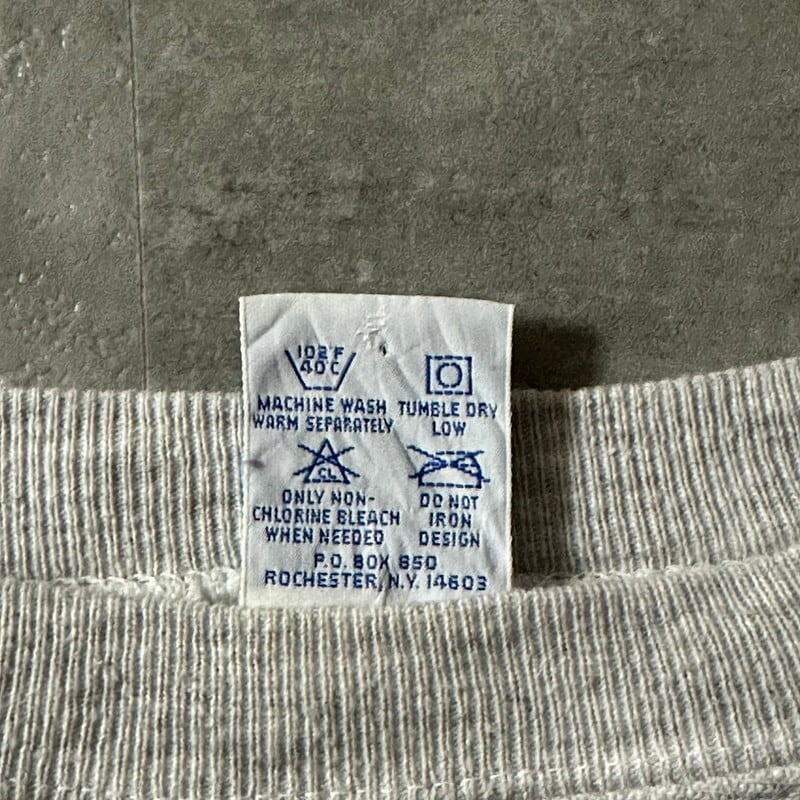 102°F
40°C
MACHINE WASH
WARM SEPARATELY
TUMBLE DRY
LOW
CL
ONLY NON-
CHLORINE BLEACH
WHEN NEEDED
DO NOT
IRON
DESIGN
P.O. BOX 850
ROCHESTER, N.Y. 14603